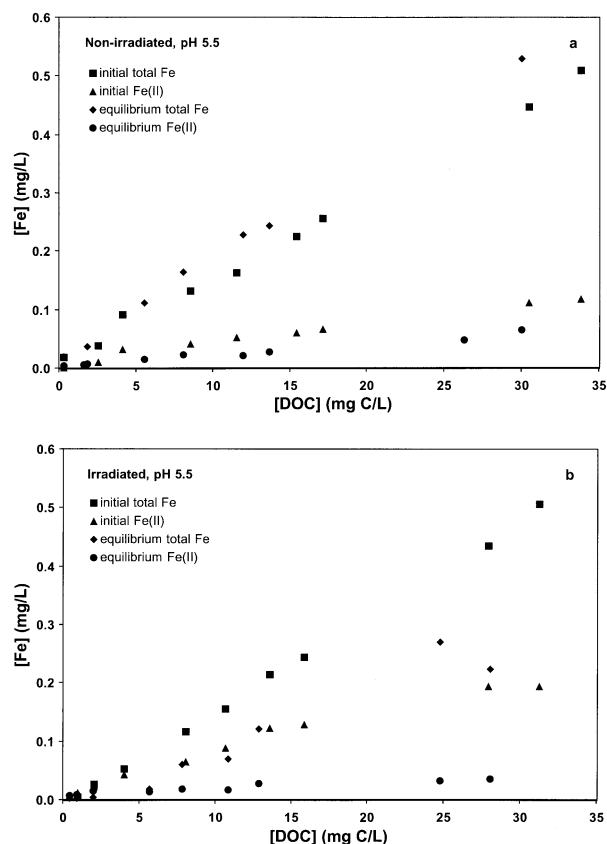 0.6
Non-irradiated, pH 5.5
a
initial total Fe
initial Fe(II)
equilibrium total Fe
equilibrium Fe(II)
0.5
0.4
0.3
0.2
0.1
0.0
[Fe] (mg/L)
0 5 10 15 20 25 30 35
[DOC] (mg C/L)
0.6
Irradiated, pH 5.5
b
initial total Fe
initial Fe(II)
equilibrium total Fe
equilibrium Fe(II)
0.5
0.4
0.3
0.2
0.1
0.0
[Fe] (mg/L)
0 5 10 15 20 25 30 35
[DOC] (mg C/L)